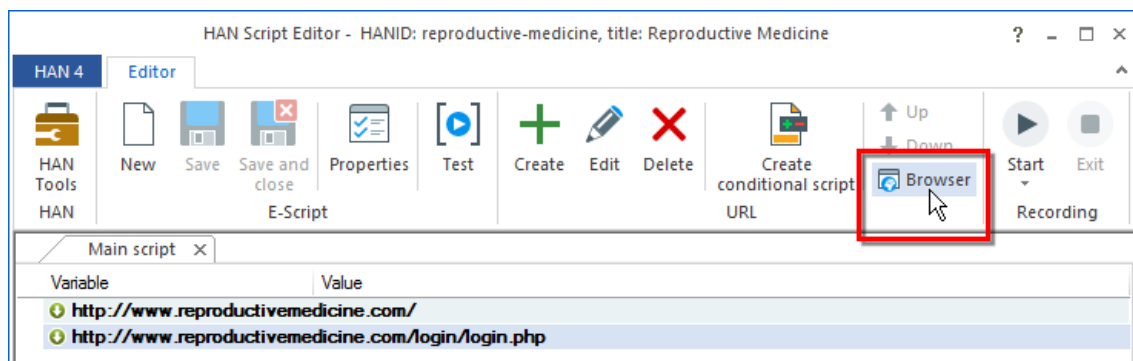 HAN Script Editor - HANID: reproductive-medicine, title: Reproductive Medicine
?
HAN 4 Editor
HAN Tools
New
Save
Save and close
Properties
Test
Create
Edit
Delete
Create conditional script
Up
Down
Browser
Start
Exit
HAN E-Script URL Recording
Main script
Variable Value
http://www.reproductivemedicine.com/
http://www.reproductivemedicine.com/login/login.php